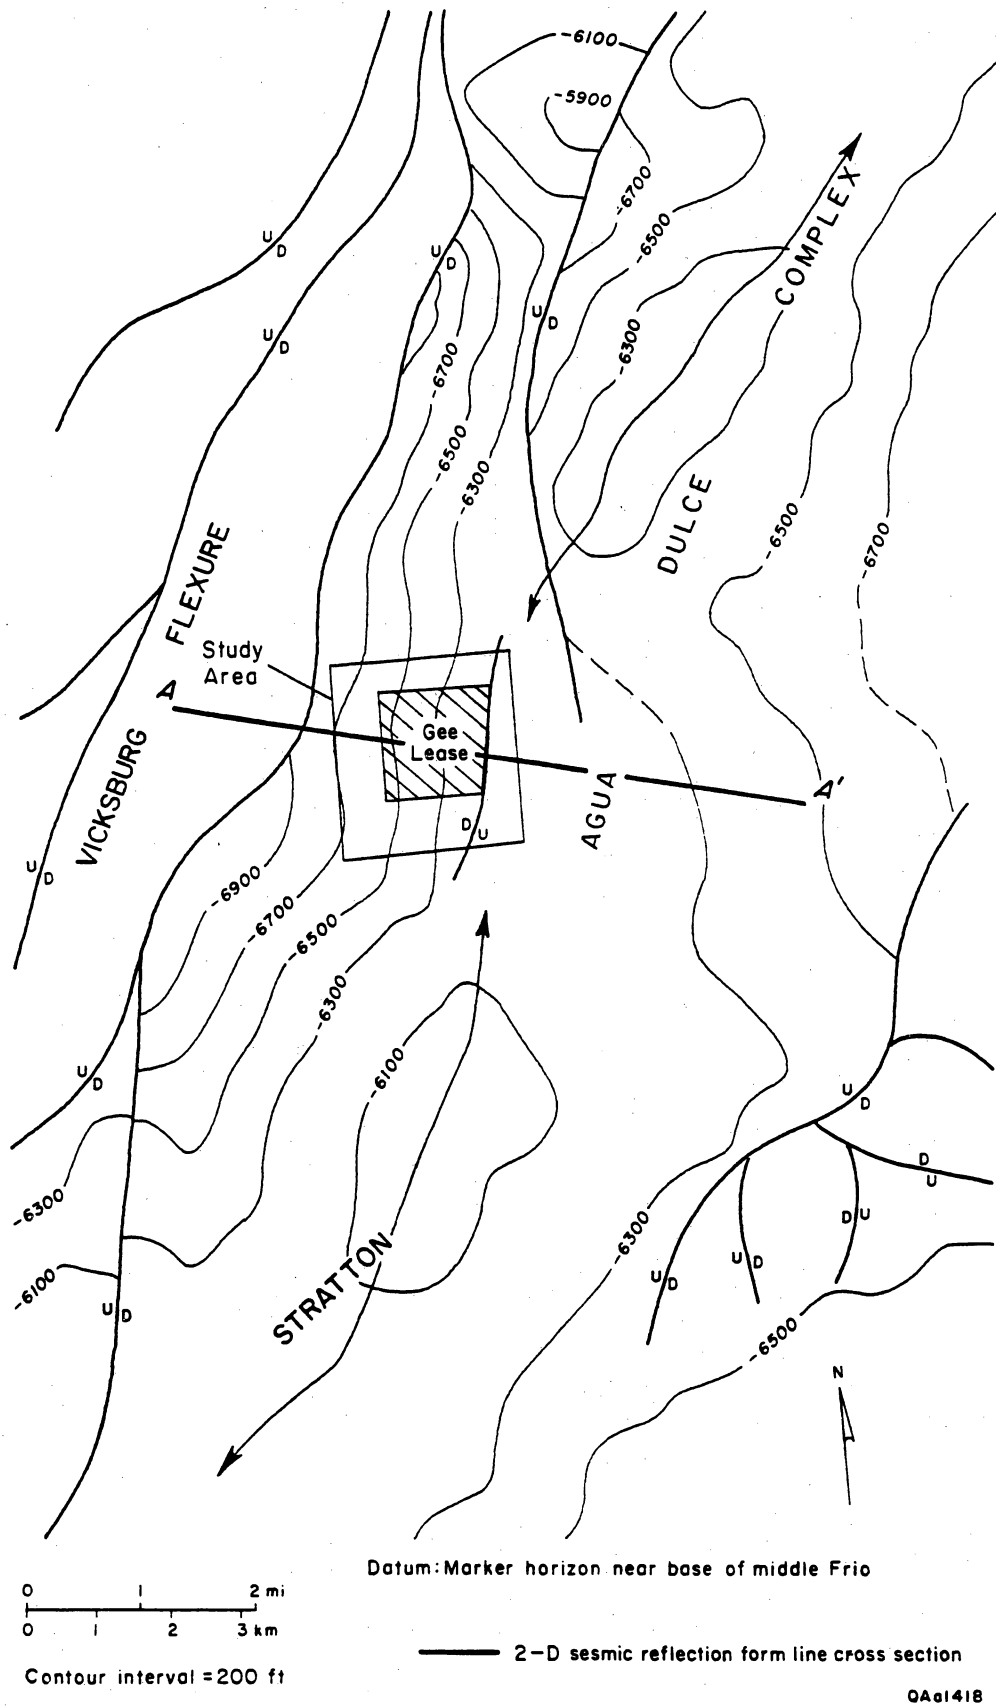 -6100
-5900
-6700
-6500
-6300
COMPLEX
DULCE
U
D
U
D
U
D
U
D
-6700
-6500
-6300
-6500
-6700
VICKSBURG FLEXURE
Study
Area
A
Gee
Lease
A'
AGUA
D
U
U
D
-6900
-6700
-6500
-6300
-6100
U
D
U
D
D
U
-6300
-6100
U
D
STRATTON
-6300
U
D
U
D
D
U
-6500
N
Datum: Marker horizon near base of middle Frio
0 1 2 mi
0 1 2 3 km
2-D sesmic reflection form line cross section
Contour interval = 200 ft
QAa1418